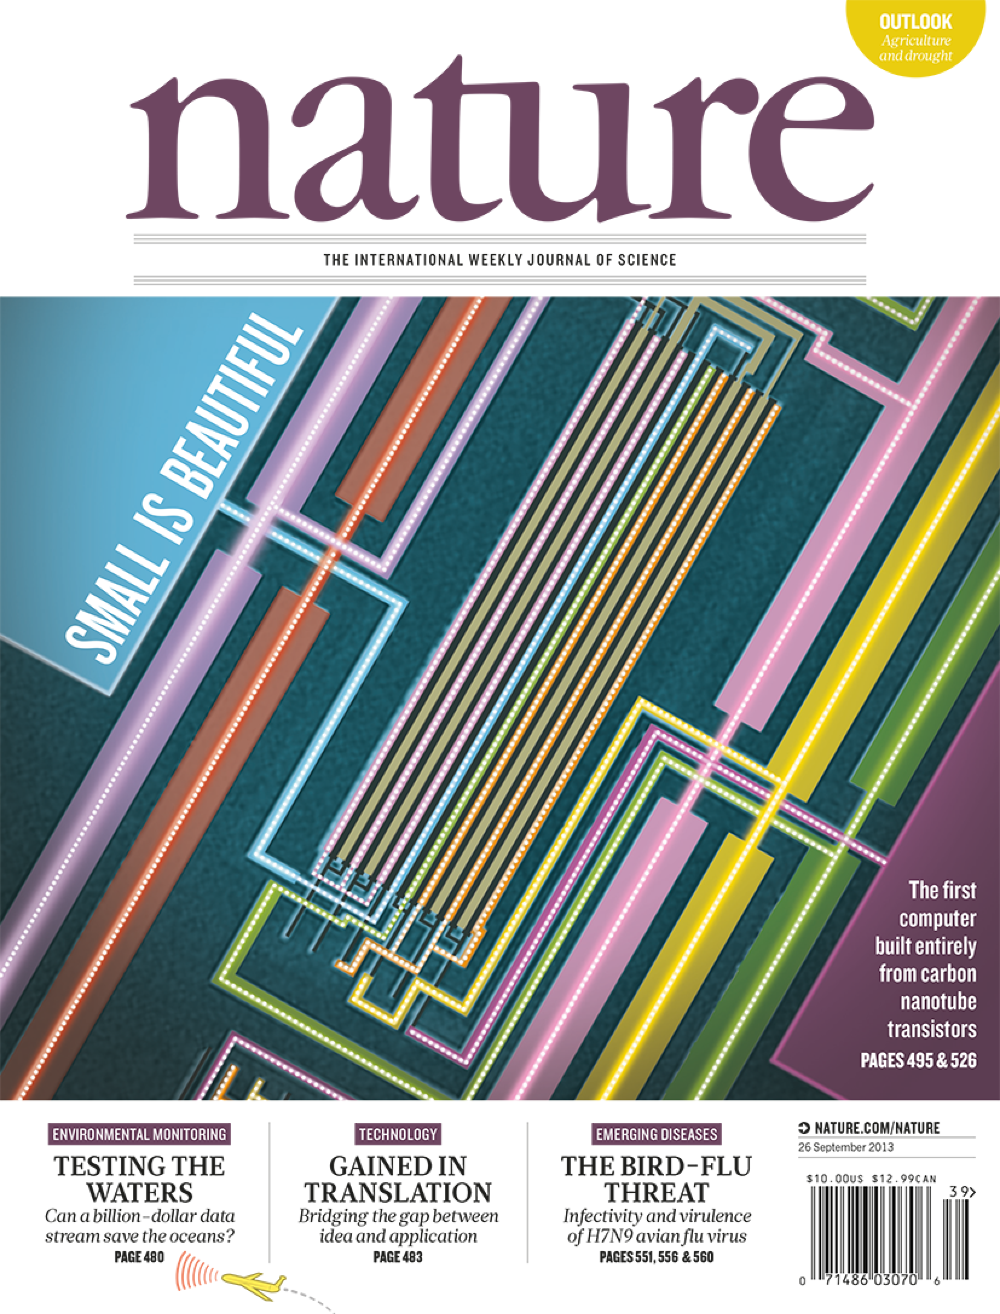 OUTLOOK
Agriculture
and drought
nature
THE INTERNATIONAL WEEKLY JOURNAL OF SCIENCE
SMALL IS BEAUTIFUL
The first
computer
built entirely
from carbon
nanotube
transistors
PAGES 495 & 526
ENVIRONMENTAL MONITORING
TESTING THE
WATERS
Can a billion-dollar data
stream save the oceans?
PAGE 480
TECHNOLOGY
GAINED IN
TRANSLATION
Bridging the gap between
idea and application
PAGE 483
EMERGING DISEASES
THE BIRD-FLU
THREAT
Infectivity and virulence
of H7N9 avian flu virus
PAGES 551, 556 & 560
NATURE.COM/NATURE
26 September 2013
$10.00US $12.99CAN
39>
0 71486 03070 6